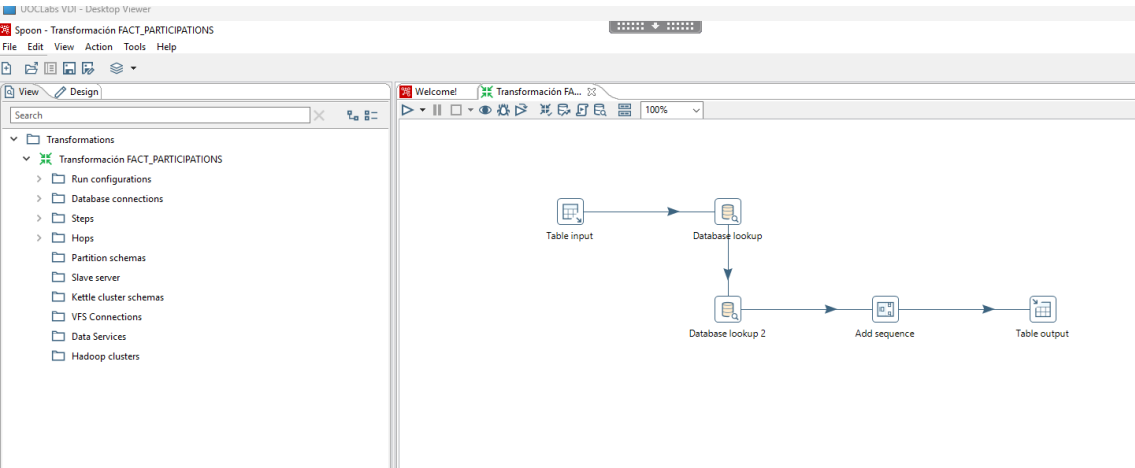 UOCLabs VDI - Desktop Viewer
Spoon - Transformación FACT_PARTICIPATIONS
File Edit View Action Tools Help
View Design
Search
Transformations
Transformación FACT_PARTICIPATIONS
Run configurations
Database connections
Steps
Hops
Partition schemas
Slave server
Kettle cluster schemas
VFS Connections
Data Services
Hadoop clusters
Welcome! Transformación FA...
100%
Table input
Database lookup
Database lookup 2
Add sequence
Table output